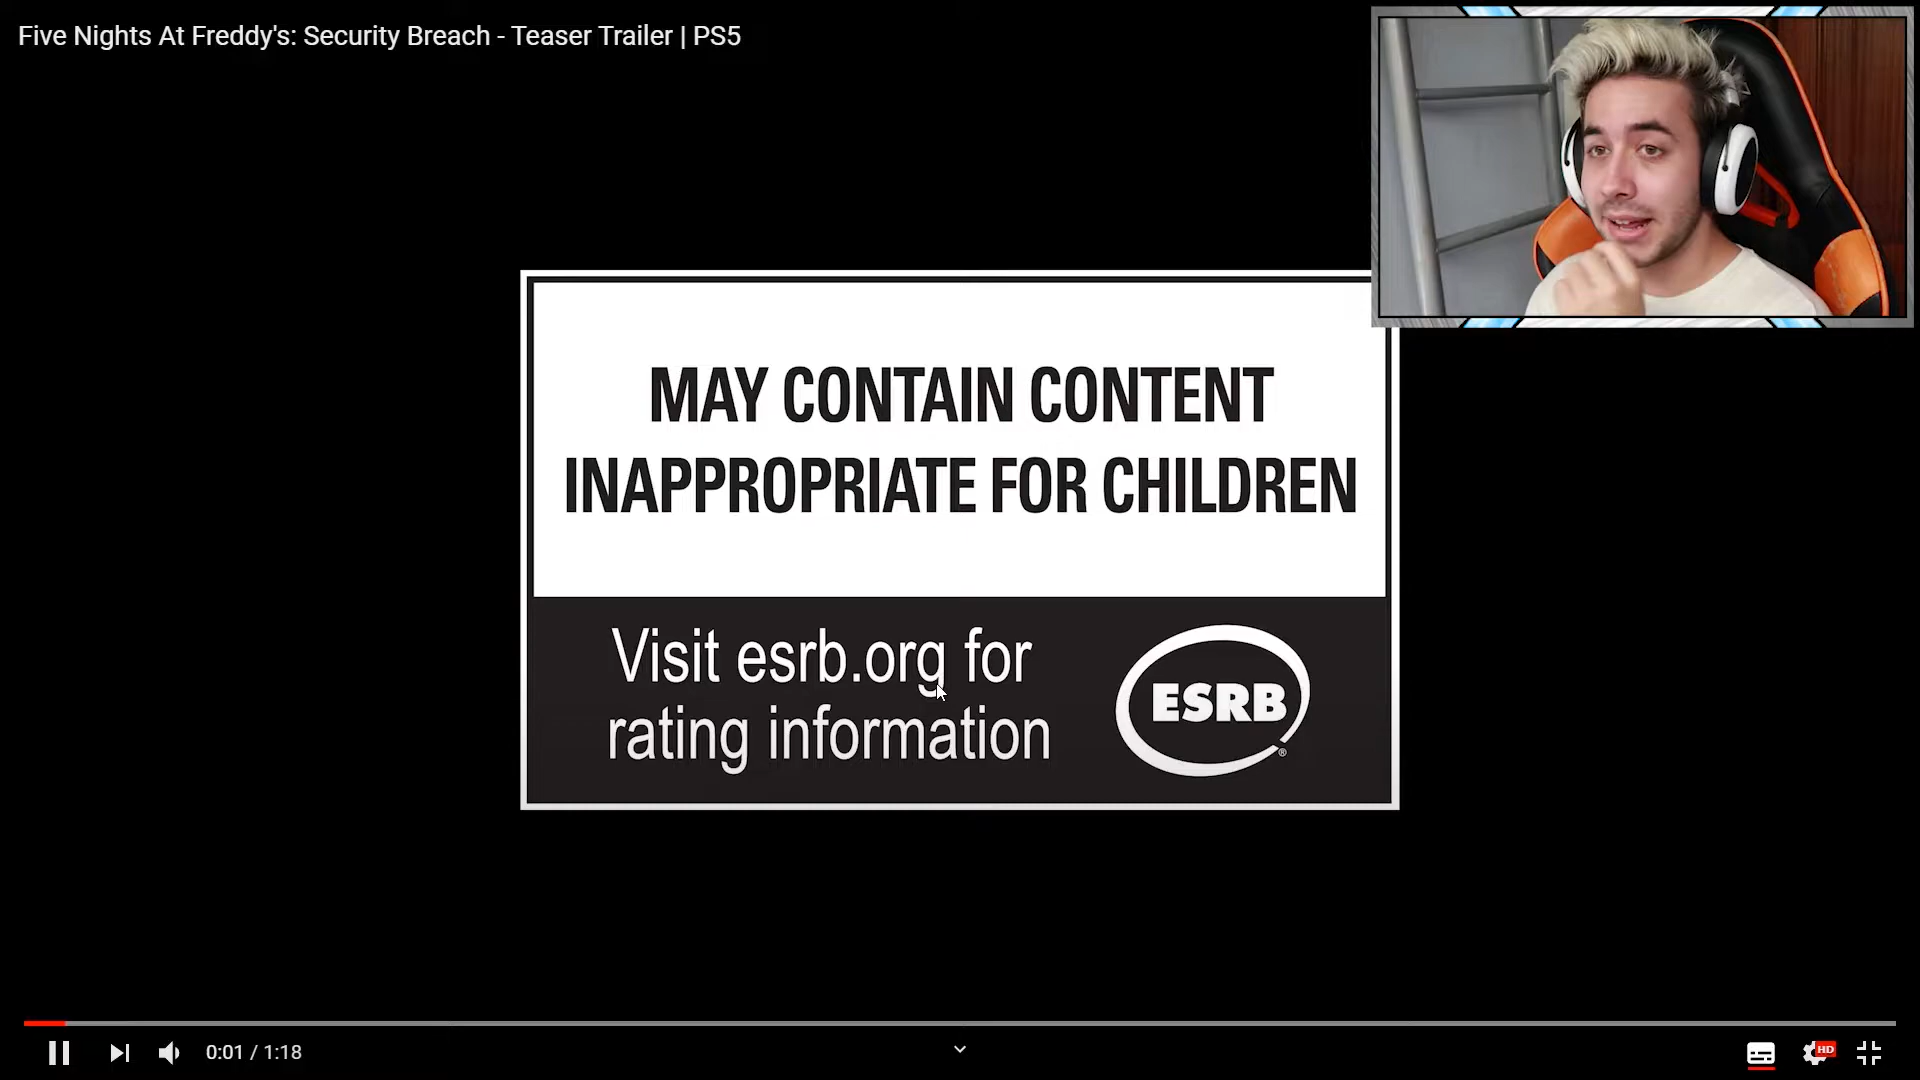 Five Nights At Freddy's: Security Breach - Teaser Trailer | PS5
MAY CONTAIN CONTENT
INAPPROPRIATE FOR CHILDREN
Visit esrb.org for
rating information
ESRB
®
0:01 / 1:18
HD